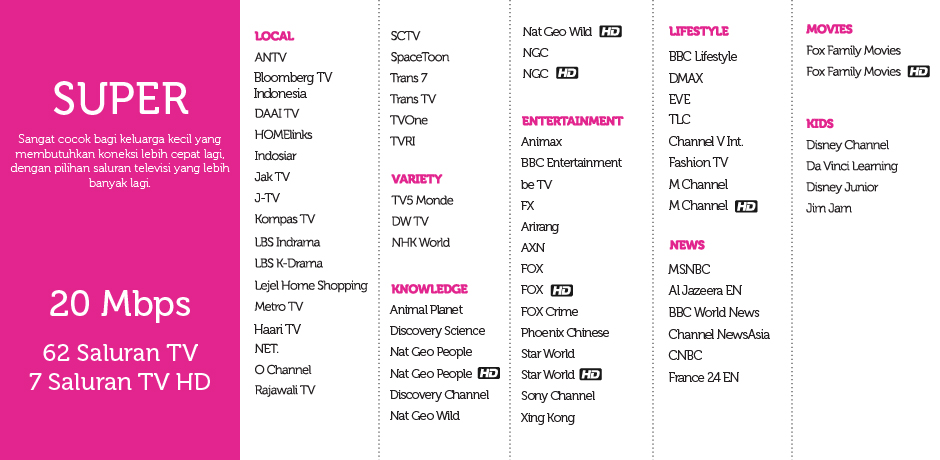 SUPER
Sangat cocok bagi keluarga kecil yang
membutuhkan koneksi lebih cepat lagi,
dengan pilihan saluran televisi yang lebih
banyak lagi.
20 Mbps
62 Saluran TV
7 Saluran TV HD
LOCAL
ANTV
Bloomberg TV
Indonesia
DAAI TV
HOMElinks
Indosiar
Jak TV
J-TV
Kompas TV
LBS Indrama
LBS K-Drama
Lejel Home Shopping
Metro TV
Haari TV
NET.
O Channel
Rajawali TV
SCTV
SpaceToon
Trans 7
Trans TV
TVOne
TVRI
VARIETY
TV5 Monde
DW TV
NHK World
KNOWLEDGE
Animal Planet
Discovery Science
Nat Geo People
Nat Geo People HD
Discovery Channel
Nat Geo Wild
Nat Geo Wild HD
NGC
NGC HD
ENTERTAINMENT
Animax
BBC Entertainment
be TV
FX
Arirang
AXN
FOX
FOX HD
FOX Crime
Phoenix Chinese
Star World
Star World HD
Sony Channel
Xing Kong
LIFESTYLE
BBC Lifestyle
DMAX
EVE
TLC
Channel V Int.
Fashion TV
M Channel
M Channel HD
NEWS
MSNBC
Al Jazeera EN
BBC World News
Channel NewsAsia
CNBC
France 24 EN
MOVIES
Fox Family Movies
Fox Family Movies HD
KIDS
Disney Channel
Da Vinci Learning
Disney Junior
Jim Jam